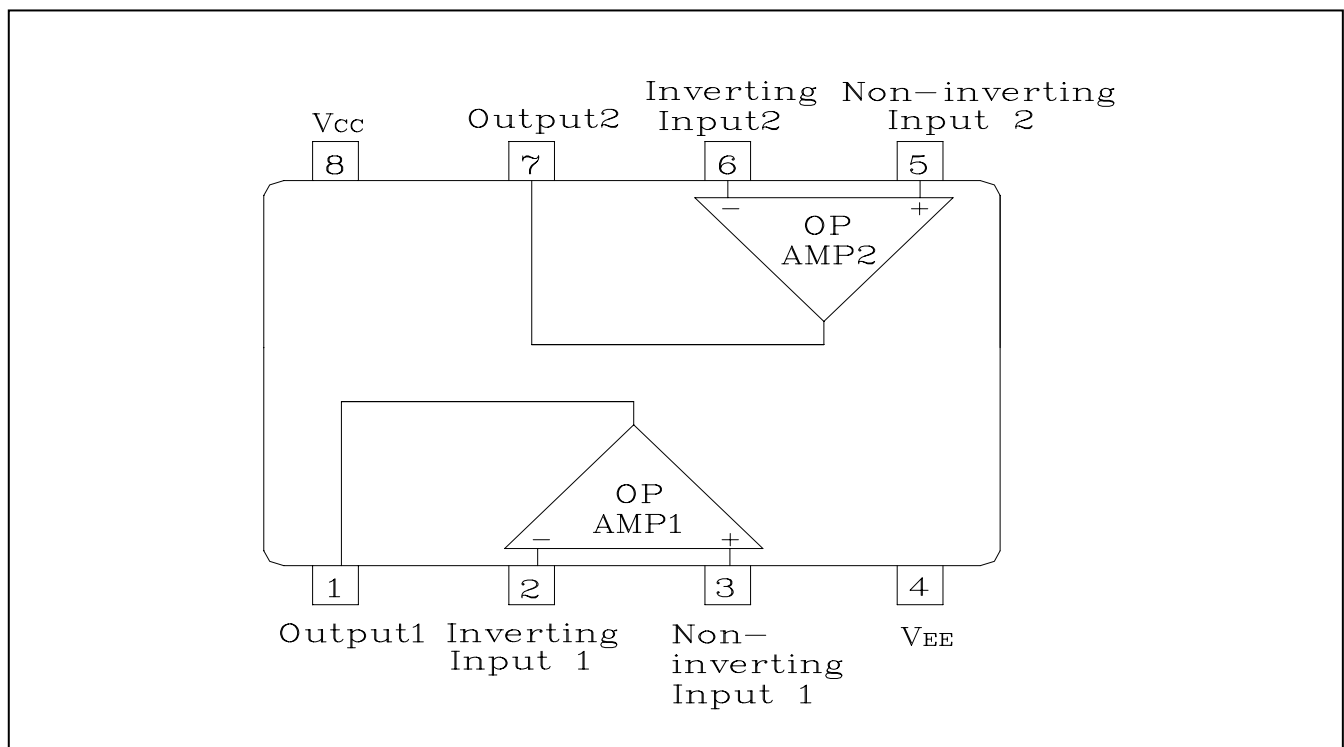 Vcc
Output2
Inverting
Input2
Non-inverting
Input 2
8
7
6
5
- +
OP
AMP2
OP
AMP1
- +
1
2
3
4
Output1
Inverting
Input 1
Non-
inverting
Input 1
VEE